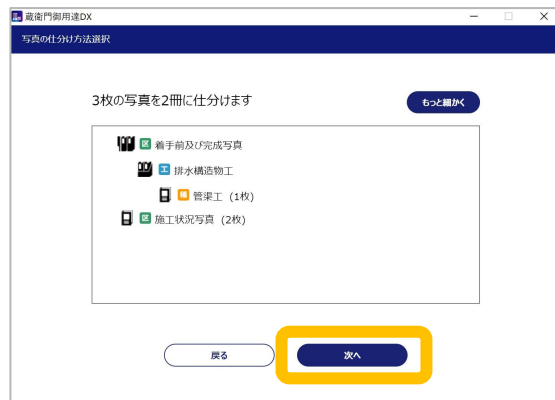 蔵衛門御用達DX
写真の仕分け方法選択
3枚の写真を2冊に仕分けます
もっと細かく
区 着手前及び完成写真
工 排水構造物工
種 管渠工 (1枚)
区 施工状況写真 (2枚)
戻る
次へ